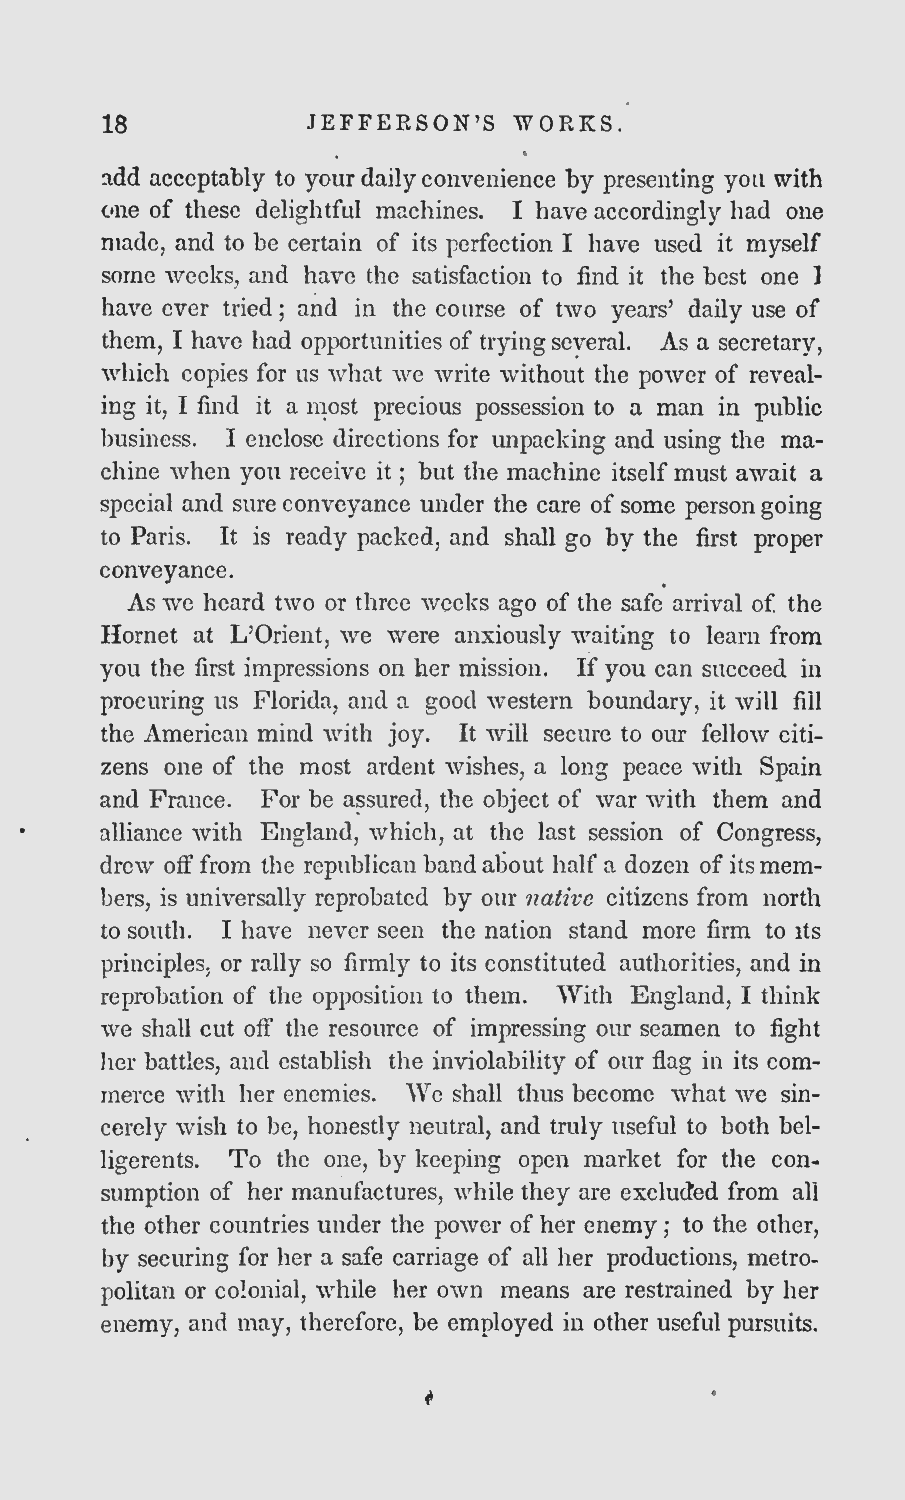 18 JEFFERSON'S WORKS.
add acceptably to your daily convenience by presenting you with
one of these delightful machines. I have accordingly had one
made, and to be certain of its perfection I have used it myself
some weeks, and have the satisfaction to find it the best one I
have ever tried; and in the course of two years' daily use of
them, I have had opportunities of trying several. As a secretary,
which copies for us what we write without the power of reveal-
ing it, I find it a most precious possession to a man in public
business. I enclose directions for unpacking and using the ma-
chine when you receive it; but the machine itself must await a
special and sure conveyance under the care of some person going
to Paris. It is ready packed, and shall go by the first proper
conveyance.
As we heard two or three weeks ago of the safe arrival of the
Hornet at L'Orient, we were anxiously waiting to learn from
you the first impressions on her mission. If you can succeed in
procuring us Florida, and a good western boundary, it will fill
the American mind with joy. It will secure to our fellow citi-
zens one of the most ardent wishes, a long peace with Spain
and France. For be assured, the object of war with them and
alliance with England, which, at the last session of Congress,
drew off from the republican band about half a dozen of its mem-
bers, is universally reprobated by our native citizens from north
to south. I have never seen the nation stand more firm to its
principles, or rally so firmly to its constituted authorities, and in
reprobation of the opposition to them. With England, I think
we shall cut off the resource of impressing our seamen to fight
her battles, and establish the inviolability of our flag in its com-
merce with her enemies. We shall thus become what we sin-
cerely wish to be, honestly neutral, and truly useful to both bel-
ligerents. To the one, by keeping open market for the con-
sumption of her manufactures, while they are excluded from all
the other countries under the power of her enemy; to the other,
by securing for her a safe carriage of all her productions, metro-
politan or colonial, while her own means are restrained by her
enemy, and may, therefore, be employed in other useful pursuits.